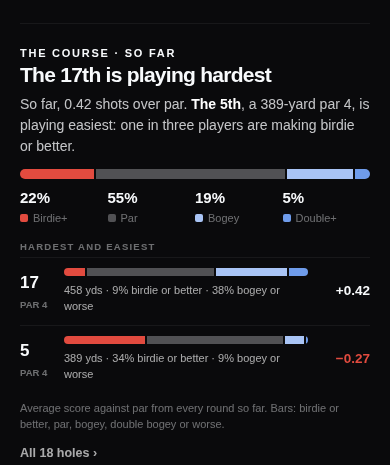 THE COURSE · SO FAR
The 17th is playing hardest
So far, 0.42 shots over par. The 5th, a 389-yard par 4, is
playing easiest: one in three players are making birdie
or better.
22% 55% 19% 5%
Birdie+ Par Bogey Double+
HARDEST AND EASIEST
17
PAR 4
458 yds · 9% birdie or better · 38% bogey or
worse
+0.42
5
PAR 4
389 yds · 34% birdie or better · 9% bogey or
worse
−0.27
Average score against par from every round so far. Bars: birdie or
better, par, bogey, double bogey or worse.
All 18 holes ›